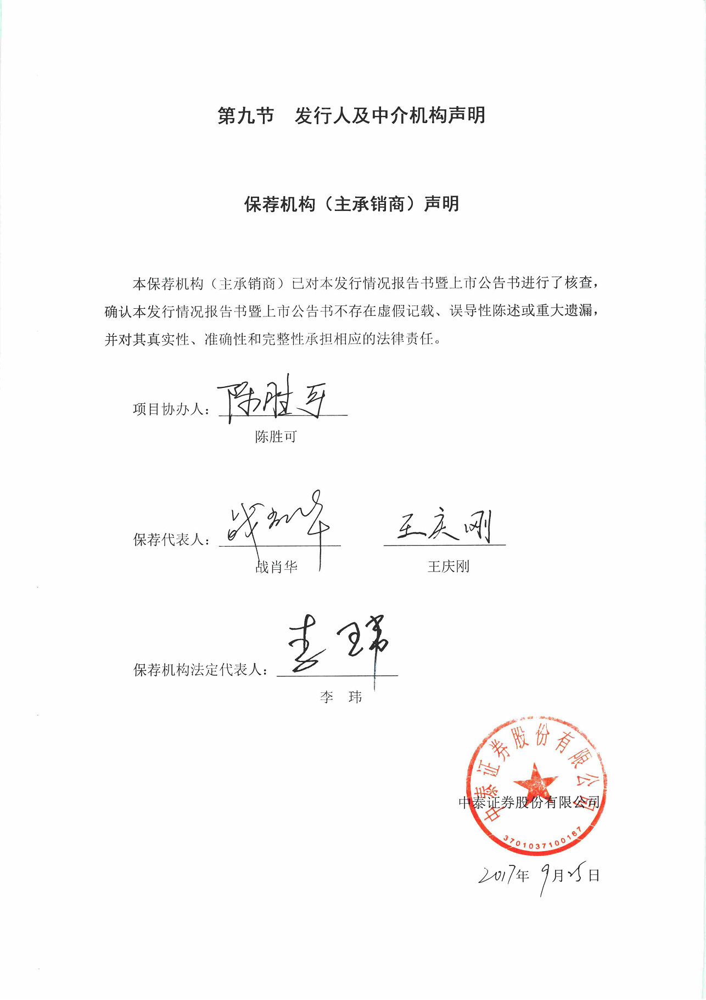 第九节　发行人及中介机构声明
保荐机构（主承销商）声明
本保荐机构（主承销商）已对本发行情况报告书暨上市公告书进行了核查，
确认本发行情况报告书暨上市公告书不存在虚假记载、误导性陈述或重大遗漏，
并对其真实性、准确性和完整性承担相应的法律责任。
项目协办人：陈胜可
陈胜可
保荐代表人：战肖华　王庆刚
战肖华　王庆刚
保荐机构法定代表人：李玮
李　玮
中泰证券股份有限公司
中泰证券股份有限公司
3701037100167
2017年9月25日